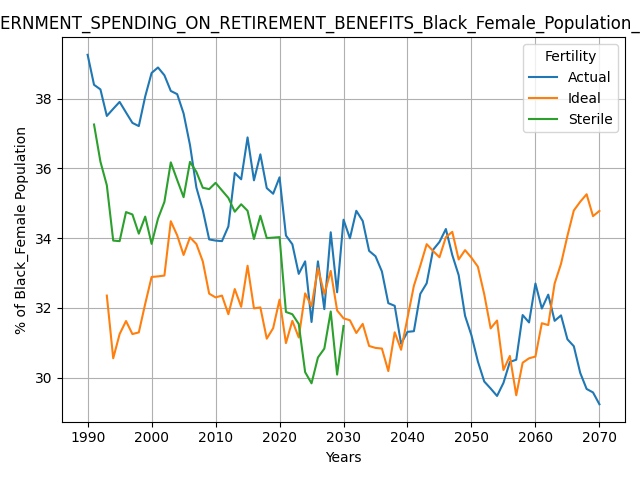 ERNMENT_SPENDING_ON_RETIREMENT_BENEFITS_Black_Female_Population_
Fertility
Actual
Ideal
Sterile
% of Black_Female Population
38
36
34
32
30
1990 2000 2010 2020 2030 2040 2050 2060 2070
Years